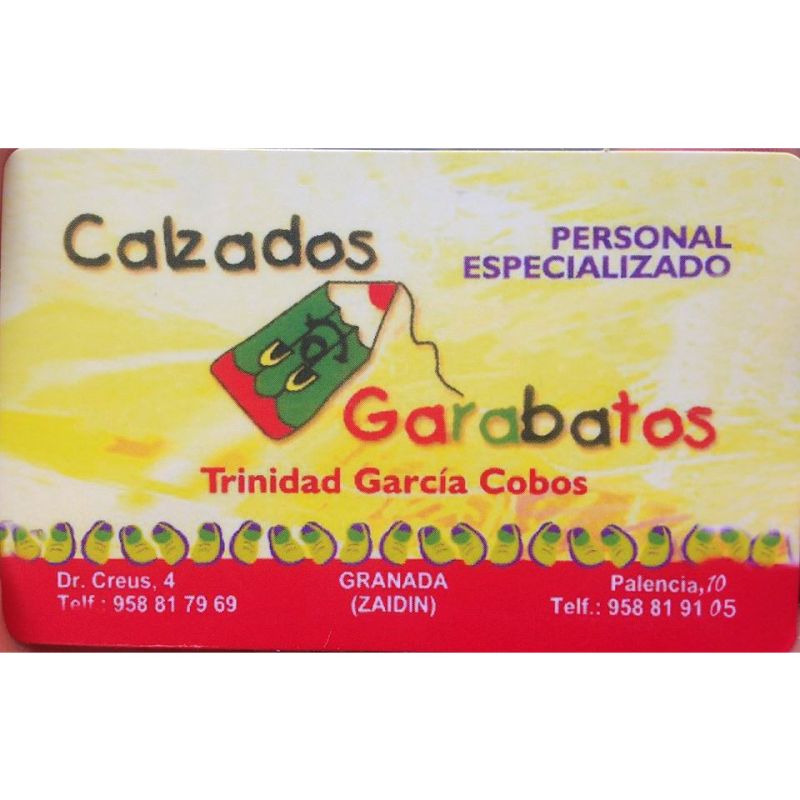 Calzados
PERSONAL
ESPECIALIZADO
Garabatos
Trinidad García Cobos
Dr. Creus, 4
Telf.: 958 81 79 69
GRANADA
(ZAIDIN)
Palencia, 10
Telf.: 958 81 91 05